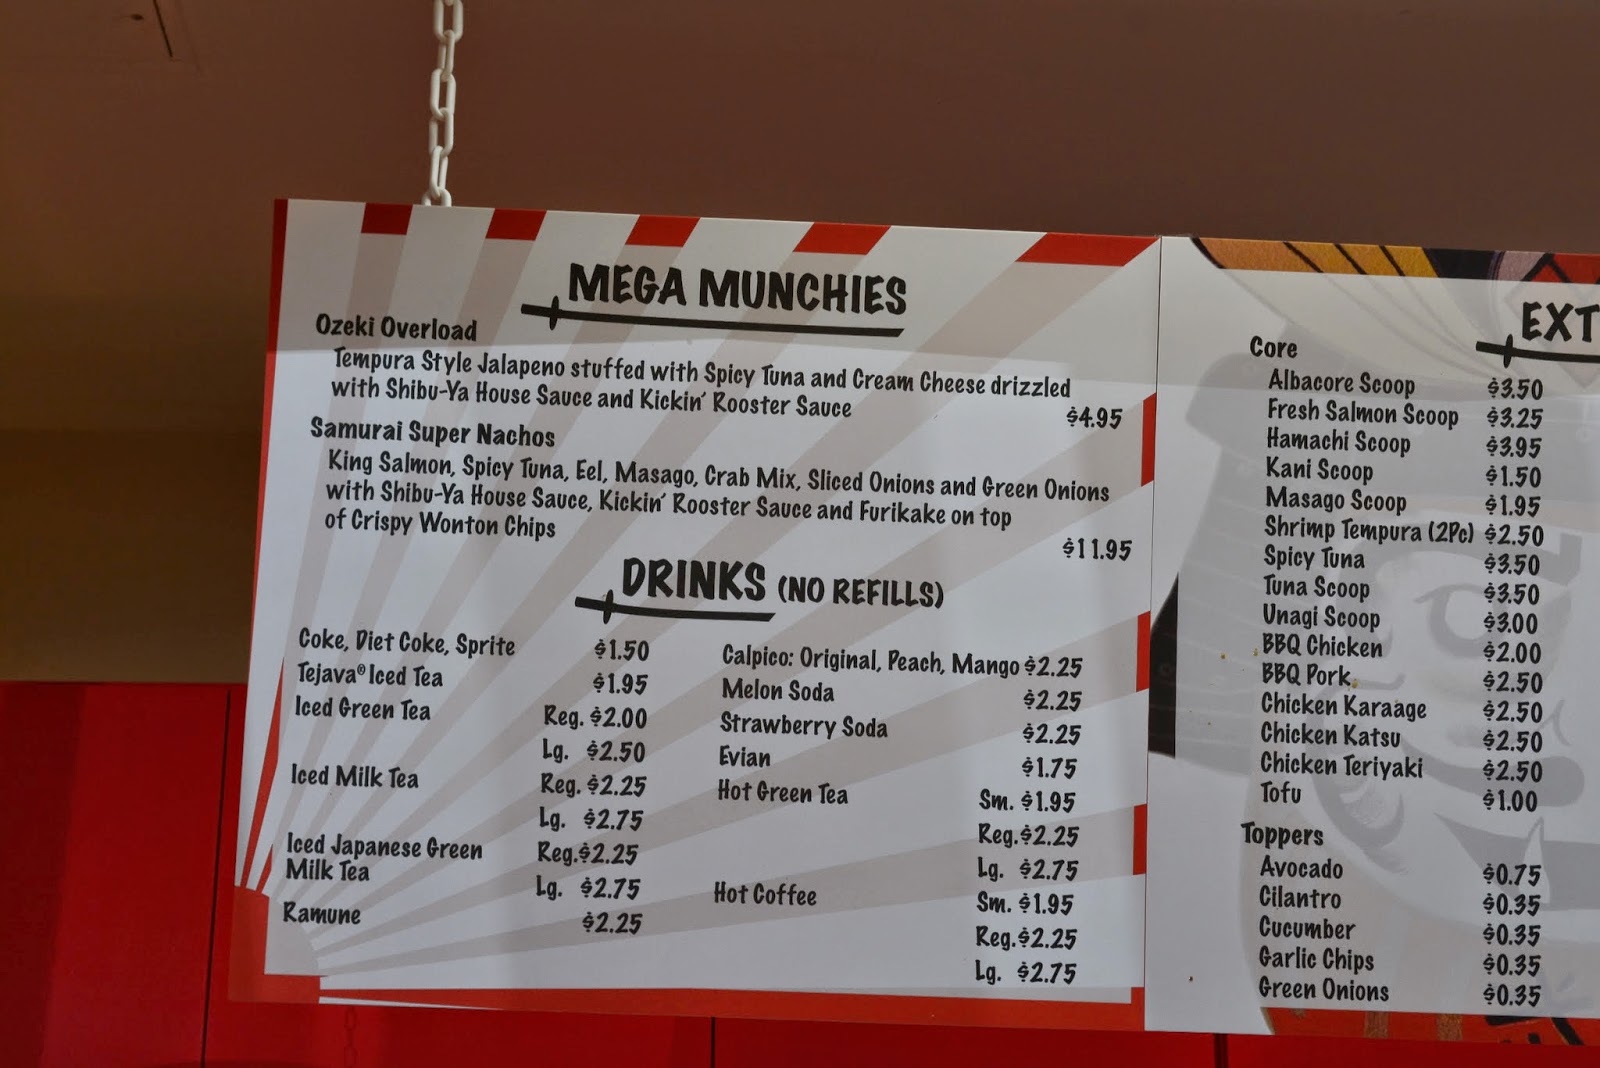 MEGA MUNCHIES
Ozeki Overload
Tempura Style Jalapeno stuffed with Spicy Tuna and Cream Cheese drizzled
with Shibu-Ya House Sauce and Kickin' Rooster Sauce $4.95
Samurai Super Nachos
King Salmon, Spicy Tuna, Eel, Masago, Crab Mix, Sliced Onions and Green Onions
with Shibu-Ya House Sauce, Kickin' Rooster Sauce and Furikake on top
of Crispy Wonton Chips
$11.95
DRINKS (NO REFILLS)
Coke, Diet Coke, Sprite $1.50
Tejava® Iced Tea $1.95
Iced Green Tea Reg. $2.00
Lg. $2.50
Iced Milk Tea Reg. $2.25
Lg. $2.75
Iced Japanese Green Reg. $2.25
Milk Tea
Lg. $2.75
Ramune $2.25
Calpico: Original, Peach, Mango $2.25
Melon Soda $2.25
Strawberry Soda $2.25
Evian $1.75
Hot Green Tea Sm. $1.95
Reg. $2.25
Lg. $2.75
Hot Coffee Sm. $1.95
Reg. $2.25
Lg. $2.75
EXT
Core
Albacore Scoop $3.50
Fresh Salmon Scoop $3.25
Hamachi Scoop $3.95
Kani Scoop $1.50
Masago Scoop $1.95
Shrimp Tempura (2Pc) $2.50
Spicy Tuna $3.50
Tuna Scoop $3.50
Unagi Scoop $3.00
BBQ Chicken $2.00
BBQ Pork $2.50
Chicken Karaage $2.50
Chicken Katsu $2.50
Chicken Teriyaki $2.50
Tofu $1.00
Toppers
Avocado $0.75
Cilantro $0.35
Cucumber $0.35
Garlic Chips $0.35
Green Onions $0.35